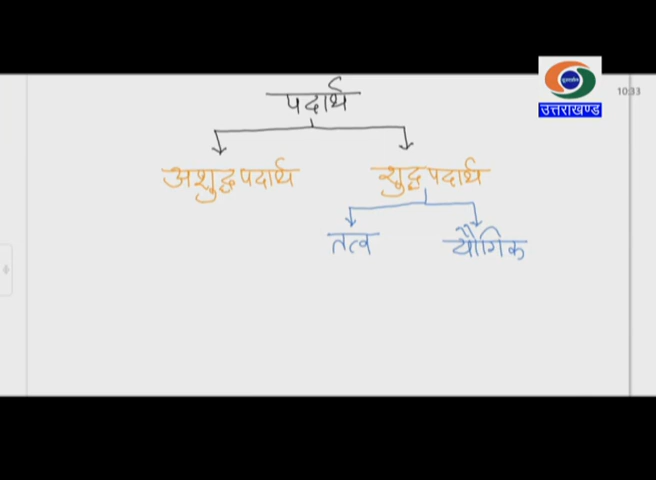 पदार्थ
उत्तराखण्ड
10:33
अशुद्ध पदार्थ शुद्ध पदार्थ
तत्व यौगिक